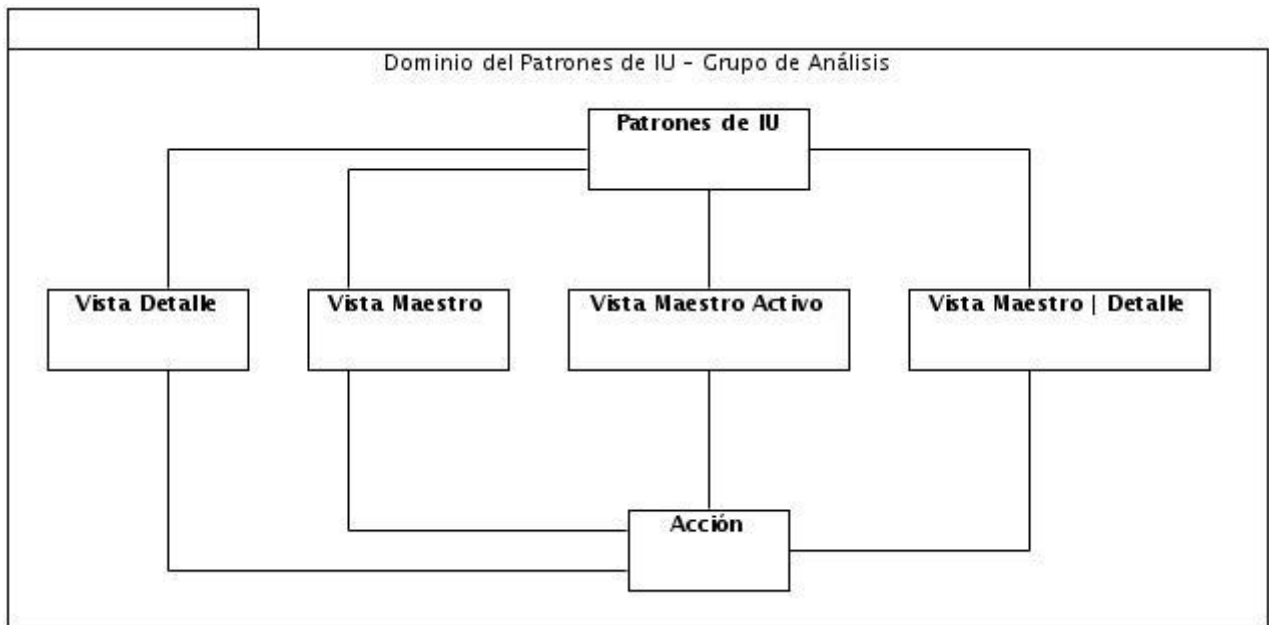 Dominio del Patrones de IU - Grupo de Análisis
Patrones de IU
Vista Detalle
Vista Maestro
Vista Maestro Activo
Vista Maestro | Detalle
Acción